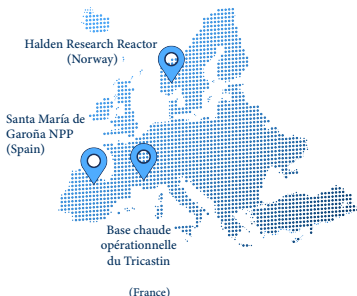 Halden Research Reactor
(Norway)
Santa María de
Garoña NPP
(Spain)
Base chaude
opérationnelle
du Tricastin
(France)